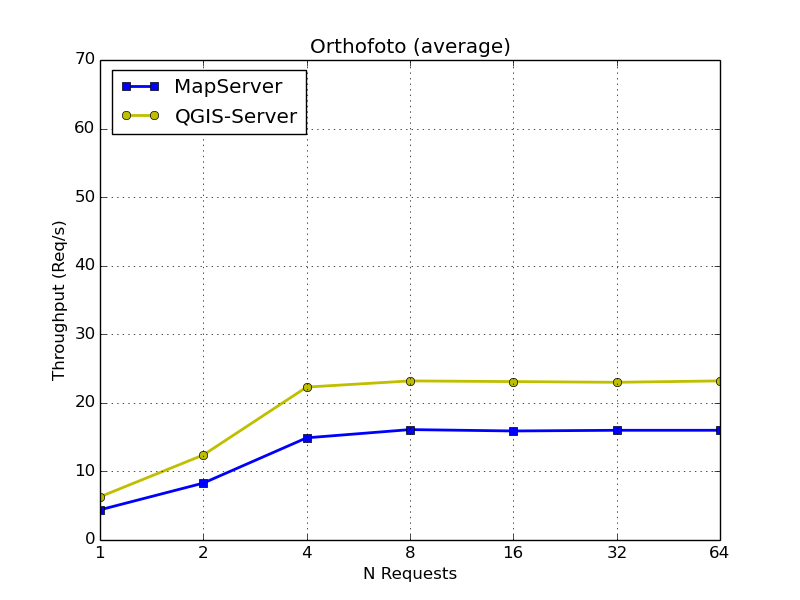 Orthofoto (average)
MapServer
QGIS-Server
Throughput (Req/s)
70
60
50
40
30
20
10
0
1 2 4 8 16 32 64
N Requests